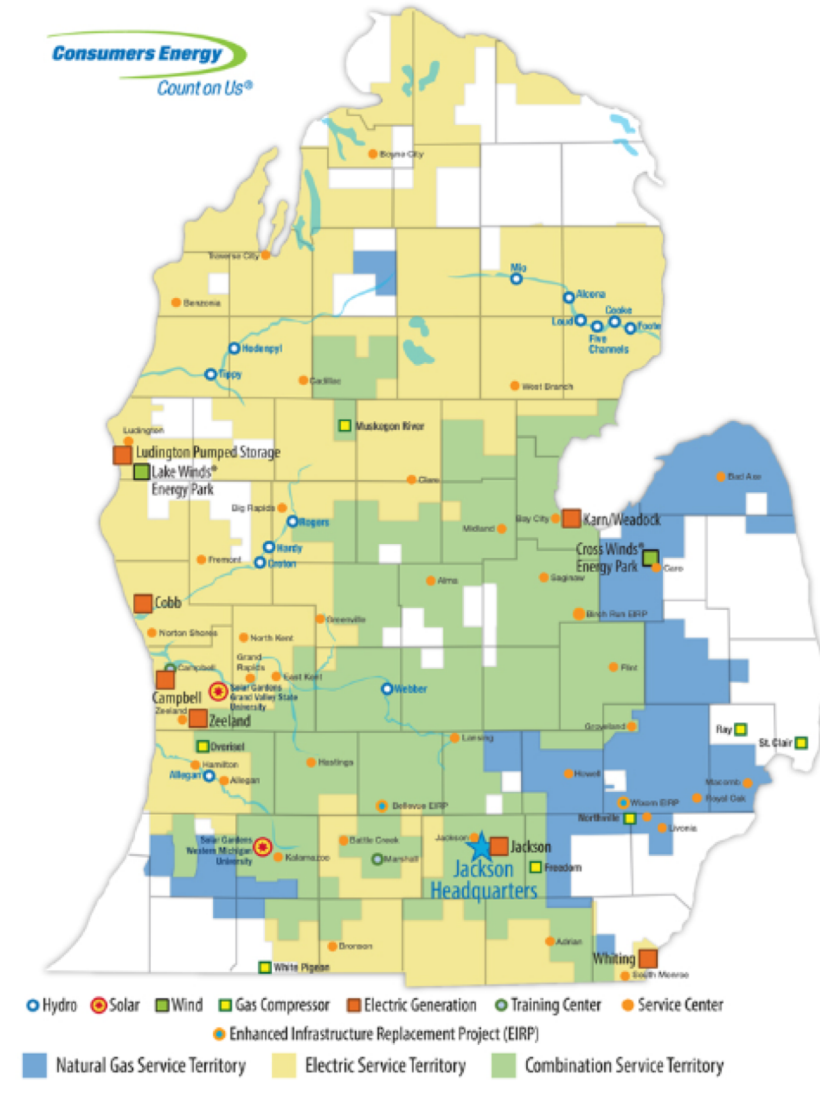 Consumers Energy
Count on Us®
Boyne City
Traverse City
Mio
Benzonia
Alcona
Cooke
Loud
Foote
Five
Channels
Hodenpyl
Tippy
Cadillac
West Branch
Muskegon River
Ludington
Ludington Pumped Storage
Lake Winds®
Energy Park
Clare
Bad Axe
Big Rapids
Rogers
Midland
Bay City
Karn/Weadock
Hardy
Croton
Cross Winds®
Energy Park
Caro
Fremont
Alma
Saginaw
Cobb
Birch Run EIRP
Greenville
Norton Shores
North Kent
Grand
Rapids
Campbell
East Kent
Flint
Campbell
Solar Gardens
Grand Valley State
University
Webber
Zeeland
Zeeland
Groveland
Ray
St. Clair
Lansing
Overisel
Hamilton
Hastings
Allegan
Allegan
Howell
Macomb
Royal Oak
Bellevue EIRP
Wixom EIRP
Northville
Livonia
Solar Gardens
Western Michigan
University
Kalamazoo
Battle Creek
Marshall
Jackson
Jackson
Jackson
Headquarters
Freedom
Bronson
Adrian
Whiting
White Pigeon
South Monroe
Hydro Solar Wind Gas Compressor Electric Generation Training Center Service Center
Enhanced Infrastructure Replacement Project (EIRP)
Natural Gas Service Territory Electric Service Territory Combination Service Territory